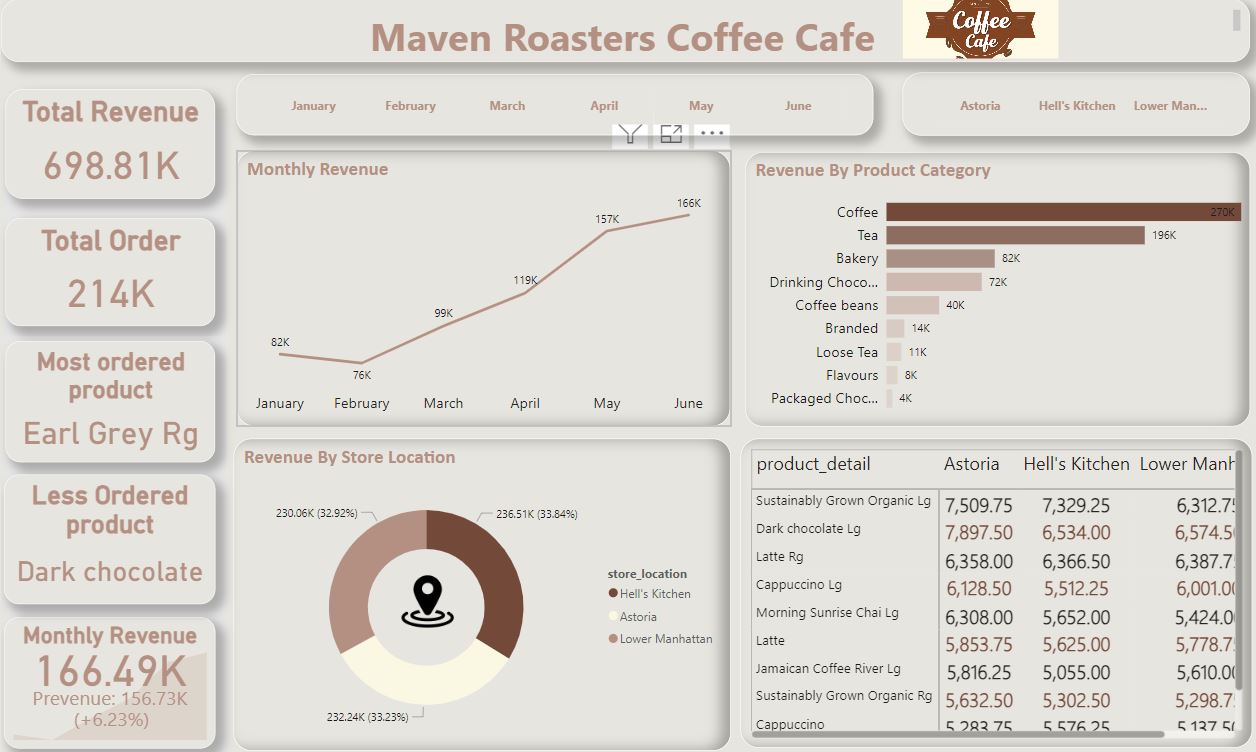 Maven Roasters Coffee Cafe
Coffee
Cafe
January February March April May June
Astoria Hell's Kitchen Lower Man...
Total Revenue
698.81K
Total Order
214K
Most ordered
product
Earl Grey Rg
Less Ordered
product
Dark chocolate
Monthly Revenue
166.49K
Prevenue: 156.73K
(+6.23%)
Monthly Revenue
82K
76K
99K
119K
157K
166K
January February March April May June
Revenue By Product Category
Coffee 270K
Tea 196K
Bakery 82K
Drinking Choco... 72K
Coffee beans 40K
Branded 14K
Loose Tea 11K
Flavours 8K
Packaged Choc... 4K
Revenue By Store Location
230.06K (32.92%)
236.51K (33.84%)
232.24K (33.23%)
store_location
Hell's Kitchen
Astoria
Lower Manhattan
product_detail Astoria Hell's Kitchen Lower Manh
Sustainably Grown Organic Lg 7,509.75 7,329.25 6,312.7
Dark chocolate Lg 7,897.50 6,534.00 6,574.5
Latte Rg 6,358.00 6,366.50 6,387.7
Cappuccino Lg 6,128.50 5,512.25 6,001.0
Morning Sunrise Chai Lg 6,308.00 5,652.00 5,424.0
Latte 5,853.75 5,625.00 5,778.7
Jamaican Coffee River Lg 5,816.25 5,055.00 5,610.0
Sustainably Grown Organic Rg 5,632.50 5,302.50 5,298.7
Cappuccino 5,283.75 5,576.25 5,137.50